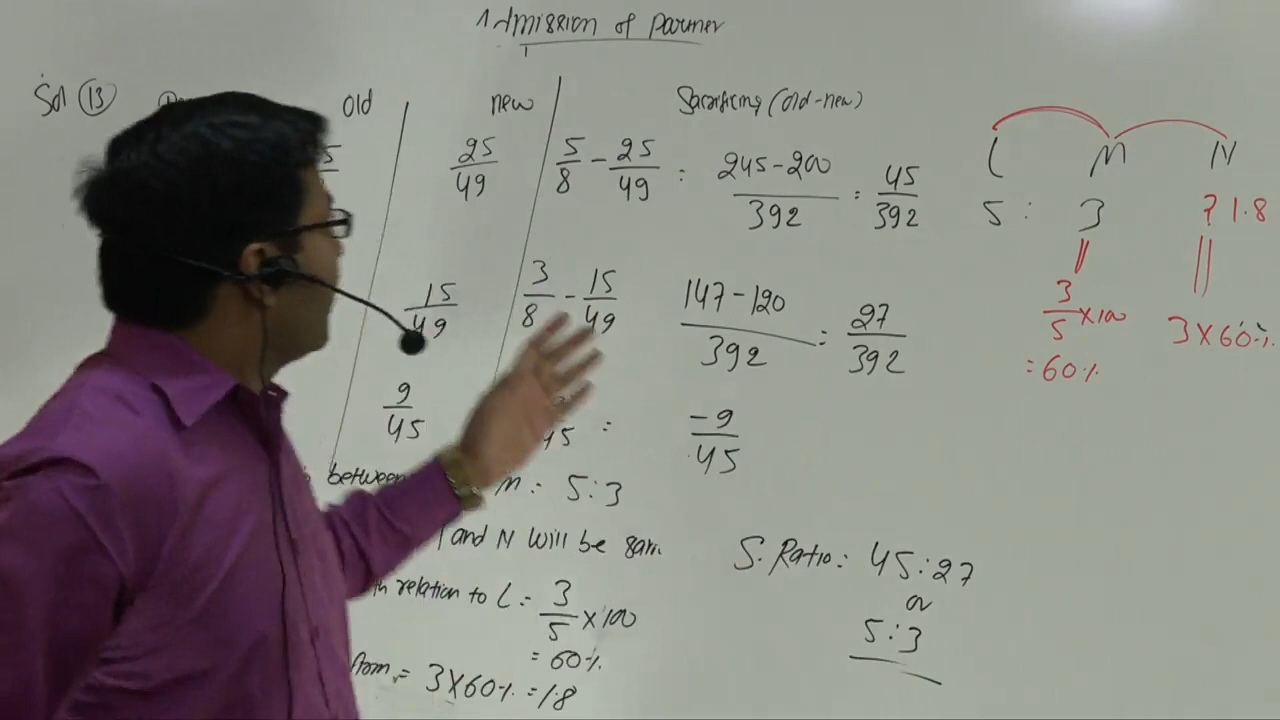 Admission of Partner
Sol (13) old new Sacrificing (old-new)
25/49 5/8 - 25/49 : 245-200/392 : 45/392
15/49 3/8 - 15/49 147-120/392 : 27/392
9/45 45 : -9/45
between M : 5:3
and N will be same
relation to L = 3/5 x 100
= 60%
= 3 x 60% = 1.8
S. Ratio: 45:27
or
5:3
L M N
5 : 3 ? 1.8
3/5 x 100
= 60%
3 x 60%